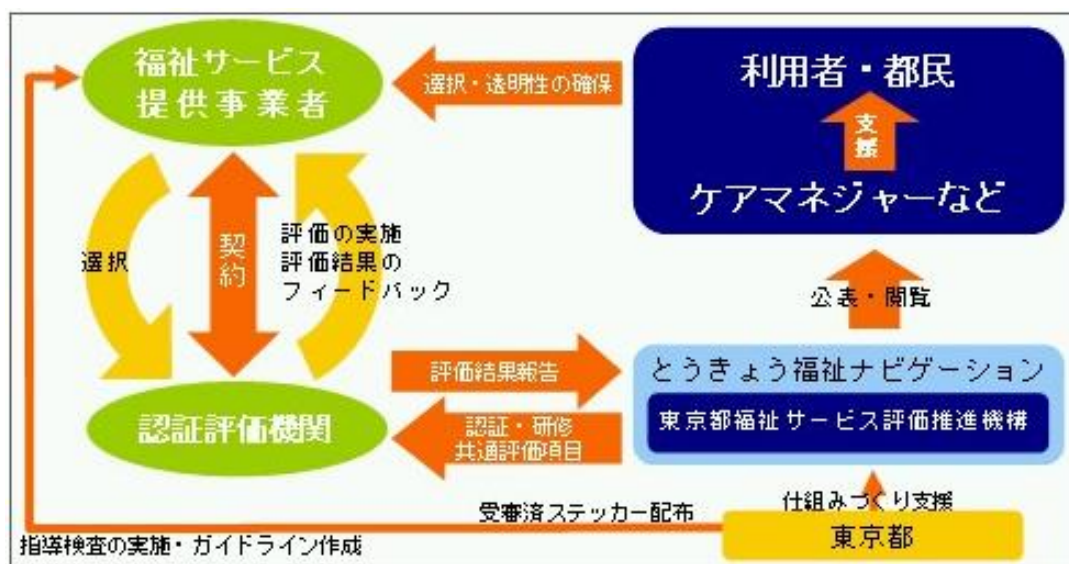 福祉サービス
提供事業者
選択・透明性の確保
利用者・都民
支援
ケアマネジャーなど
選択
契約
評価の実施
評価結果の
フィードバック
公表・閲覧
評価結果報告
とうきょう福祉ナビゲーション
東京都福祉サービス評価推進機構
認証評価機関
認証・研修
共通評価項目
受審済ステッカー配布
仕組みづくり支援
東京都
指導検査の実施・ガイドライン作成